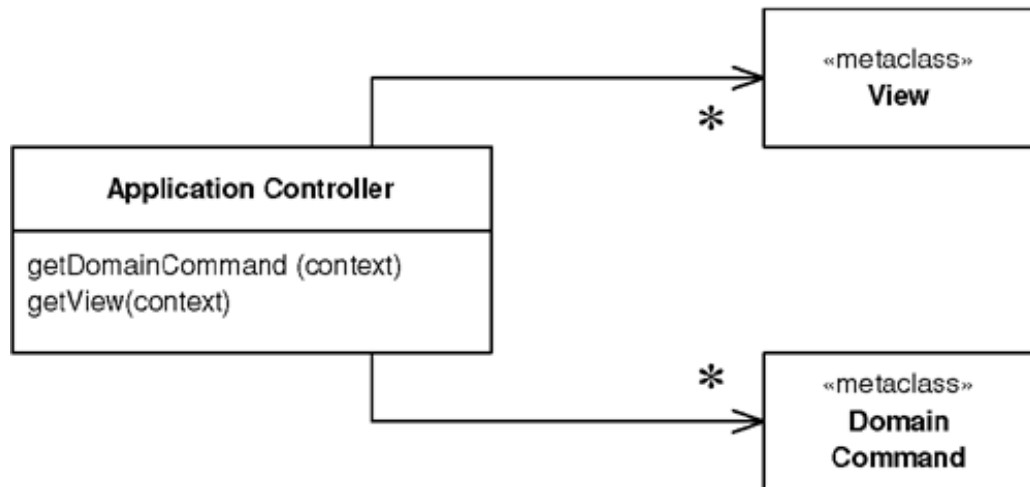 «metaclass»
View
*
Application Controller
getDomainCommand (context)
getView(context)
*
«metaclass»
Domain
Command